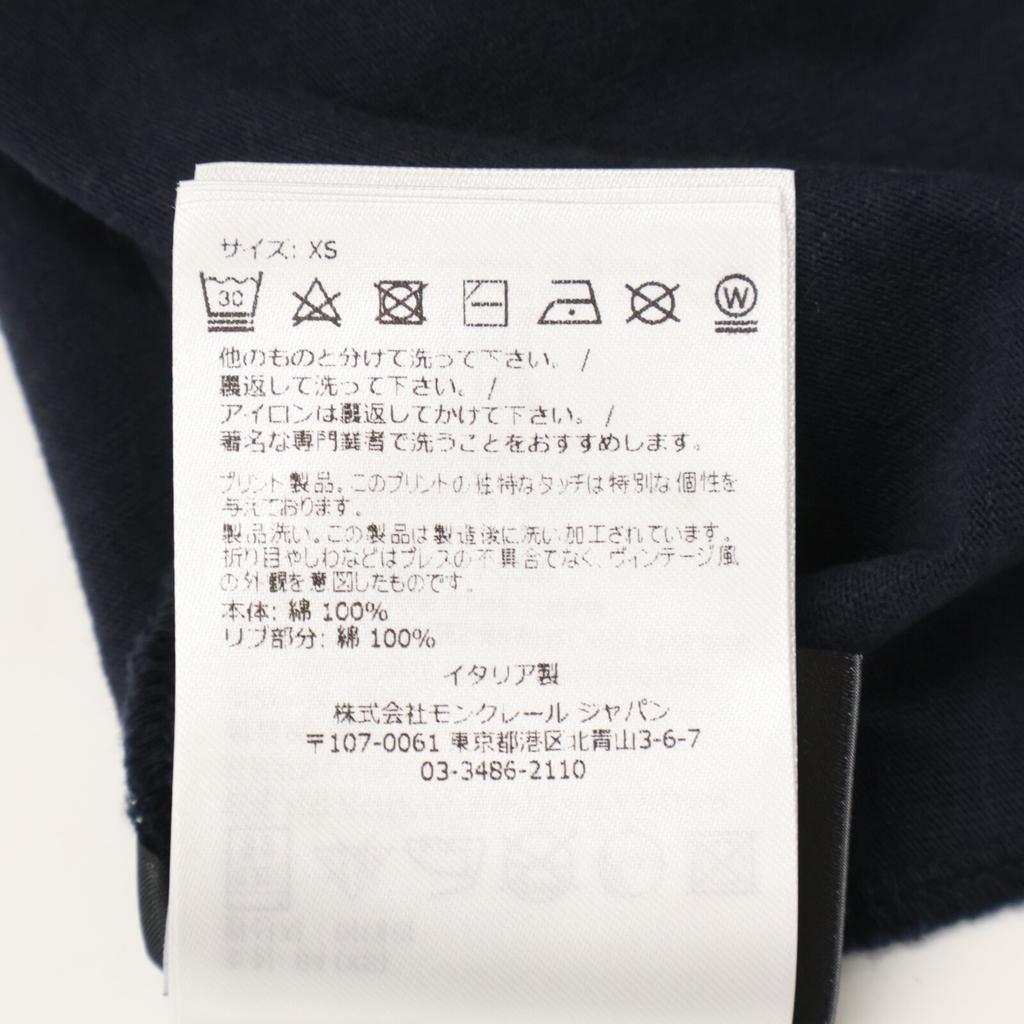 サイズ: XS
30
W
他のものと分けて洗って下さい。 /
裏返して洗って下さい。 /
アイロンは裏返してかけて下さい。 /
著名な専門業者で洗うことをおすすめします。
プリント製品。このプリントの独特なタッチは特別な個性を
与えております。
製品洗い。この製品は製造後に洗い加工されています。
折り目やしわなどはプレスの不具合でなく、ヴィンテージ風
の外観を意図したものです。
本体: 綿 100%
リブ部分: 綿 100%
イタリア製
株式会社モンクレール ジャパン
〒107-0061 東京都港区北青山3-6-7
03-3486-2110